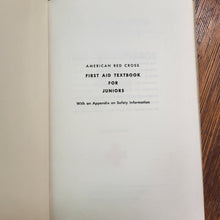 AMERICAN RED CROSS
FIRST AID TEXTBOOK
FOR
JUNIORS
With an Appendix on Safety Information